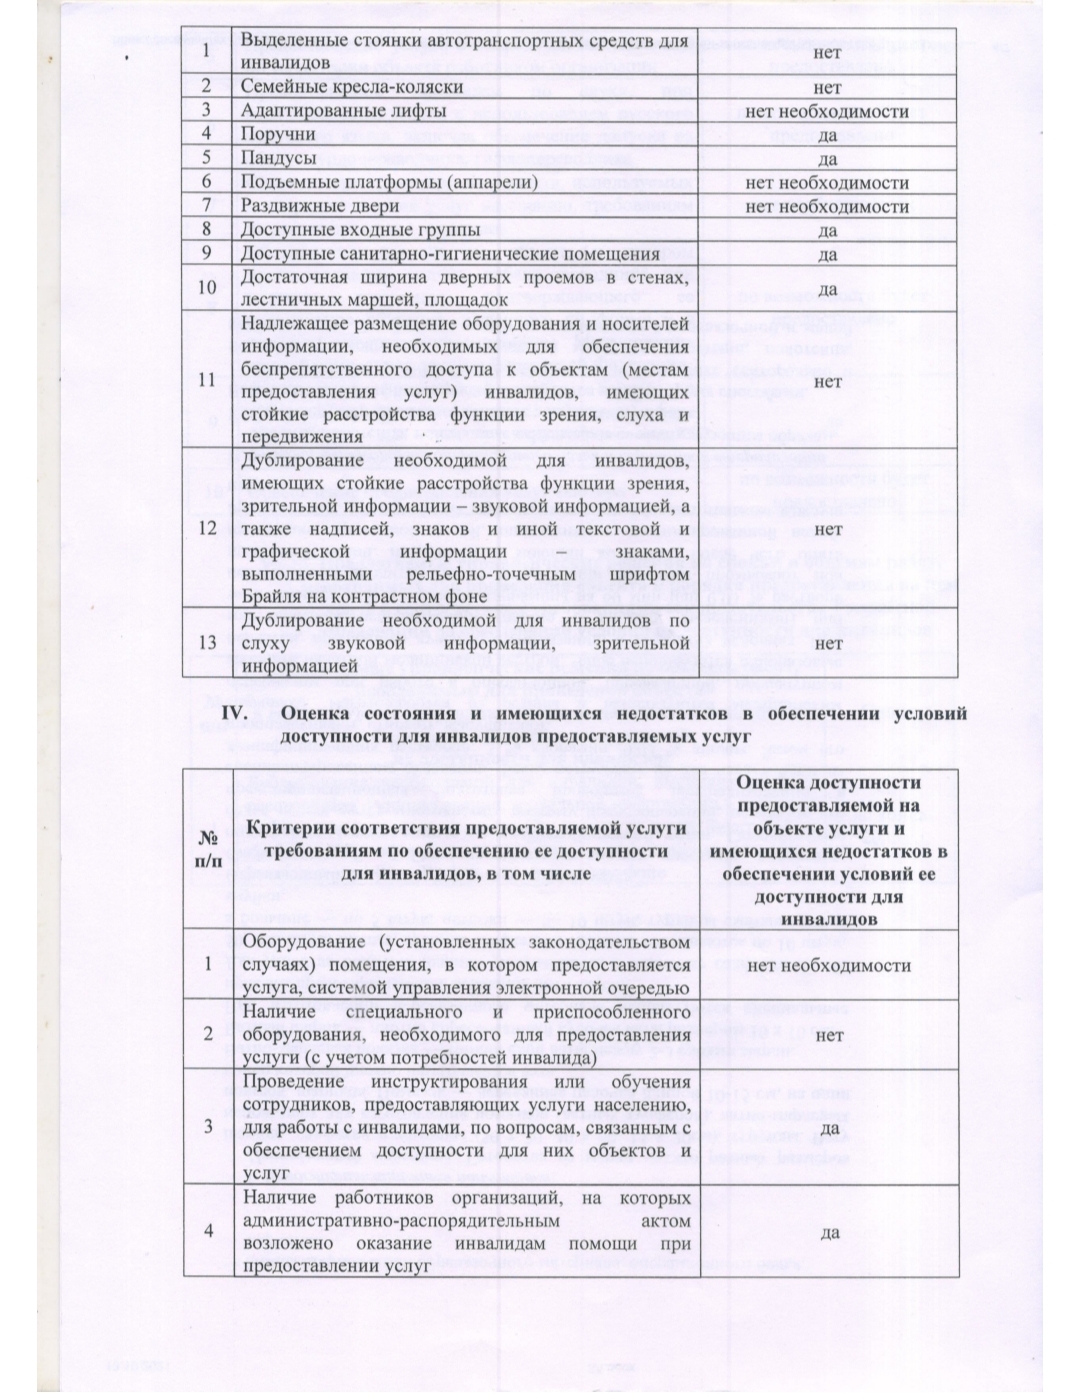 1 Выделенные стоянки автотранспортных средств для
инвалидов нет
2 Семейные кресла-коляски нет
3 Адаптированные лифты нет необходимости
4 Поручни да
5 Пандусы да
6 Подъемные платформы (аппарели) нет необходимости
7 Раздвижные двери нет необходимости
8 Доступные входные группы да
9 Доступные санитарно-гигиенические помещения да
10 Достаточная ширина дверных проемов в стенах,
лестничных маршей, площадок да
Надлежащее размещение оборудования и носителей
информации, необходимых для обеспечения
беспрепятственного доступа к объектам (местам
11 предоставления услуг) инвалидов, имеющих нет
стойкие расстройства функции зрения, слуха и
передвижения
Дублирование необходимой для инвалидов,
имеющих стойкие расстройства функции зрения,
зрительной информации – звуковой информацией, а
12 также надписей, знаков и иной текстовой и нет
графической информации – знаками,
выполненными рельефно-точечным шрифтом
Брайля на контрастном фоне
Дублирование необходимой для инвалидов по
13 слуху звуковой информации, зрительной нет
информацией
IV. Оценка состояния и имеющихся недостатков в обеспечении условий
доступности для инвалидов предоставляемых услуг
№
п/п
Критерии соответствия предоставляемой услуги
требованиям по обеспечению ее доступности
для инвалидов, в том числе
Оценка доступности
предоставляемой на
объекте услуги и
имеющихся недостатков в
обеспечении условий ее
доступности для
инвалидов
Оборудование (установленных законодательством
1 случаях) помещения, в котором предоставляется нет необходимости
услуга, системой управления электронной очередью
Наличие специального и приспособленного
2 оборудования, необходимого для предоставления нет
услуги (с учетом потребностей инвалида)
Проведение инструктирования или обучения
сотрудников, предоставляющих услуги населению,
3 для работы с инвалидами, по вопросам, связанным с да
обеспечением доступности для них объектов и
услуг
Наличие работников организаций, на которых
4 административно-распорядительным актом да
возложено оказание инвалидам помощи при
предоставлении услуг